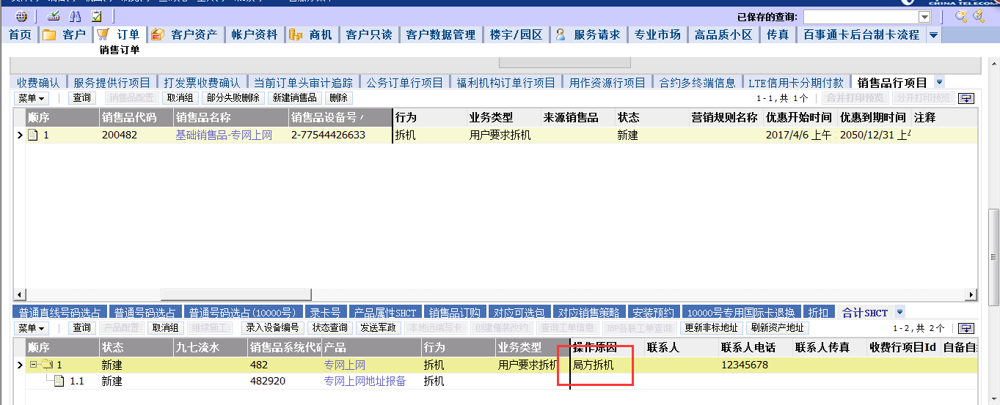 CHINA TELECOM
已保存的查询:
首页 客户 订单 客户资产 帐户资料 商机 客户只读 客户数据管理 楼宇/园区 服务请求 专业市场 高品质小区 传真 百事通卡后台制卡流程
销售订单
收费确认 服务提供行项目 打发票收费确认 当前订单头审计追踪 公务订单行项目 福利机构订单行项目 用作资源行项目 合约多终端信息 LTE信用卡分期付款 销售品行项目
菜单 查询 销售品配置 取消组 部分失败删除 新建销售品 删除 1-1,共 1个 合并打印预览 分开打印预览
顺序 销售品代码 销售品名称 销售品设备号 行为 业务类型 来源销售品 状态 营销规则名称 优惠开始时间 优惠到期时间 注释
1 200482 基础销售品-专网上网 2-77544426633 拆机 用户要求拆机 新建 2017/4/6 上午 2050/12/31 上
普通直线号码选占 普通号码选占 普通号码选占(10000号) 录卡号 产品属性SHCT 销售品订购 对应可选包 对应销售策略 安装预约 10000号专用国际卡退换 折扣 合计SHCT
菜单 查询 产品配置 取消组 继续施工 录入设备编号 状态查询 发送军政 本地远端写卡 创建催装改约 查询工单信息 IBP各联工单查询 更新非标地址 刷新资产地址 1-2,共 2个
顺序 状态 九七流水 销售品系统代码 产品 行为 业务类型 操作原因 联系人 联系人电话 联系人传真 收费行项目Id 自备自
1 新建 482 专网上网 拆机 用户要求拆机 局方拆机 12345678
1.1 新建 482920 专网上网地址报备 拆机